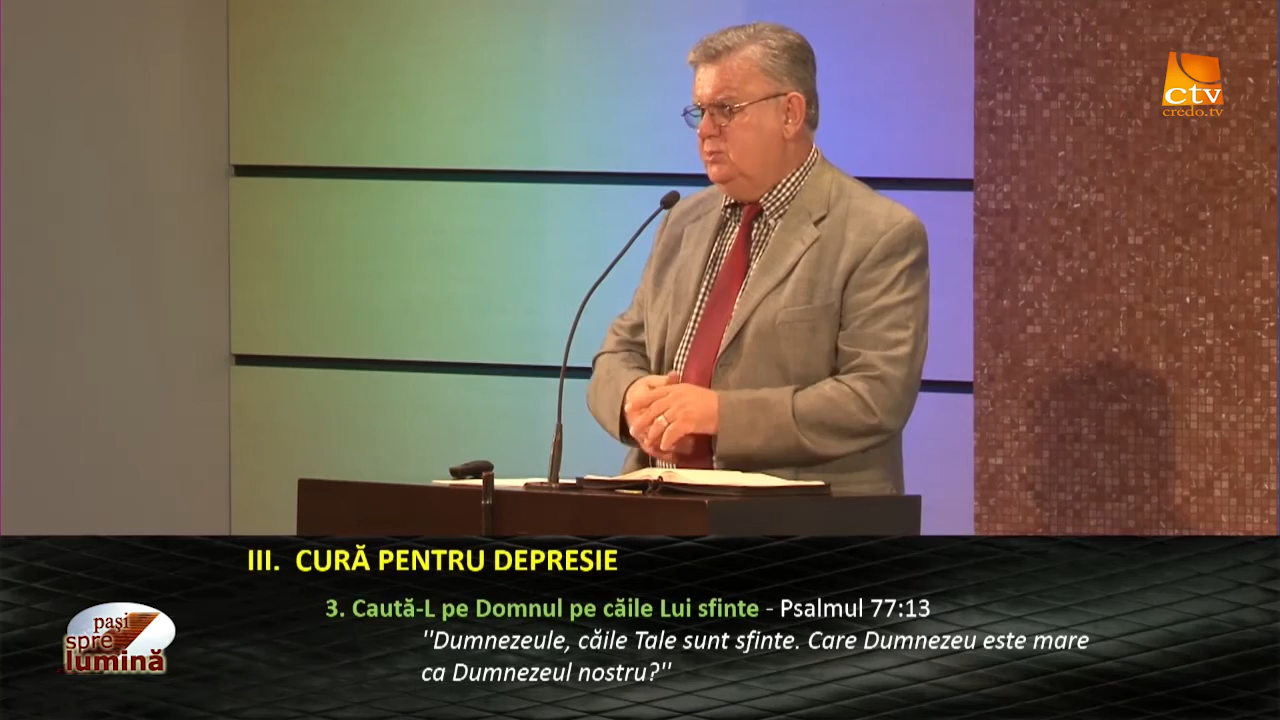 ctv
credo.tv
III. CURĂ PENTRU DEPRESIE
3. Caută-L pe Domnul pe căile Lui sfinte - Psalmul 77:13
"Dumnezeule, căile Tale sunt sfinte. Care Dumnezeu este mare
ca Dumnezeul nostru?"
pași
spre
lumină